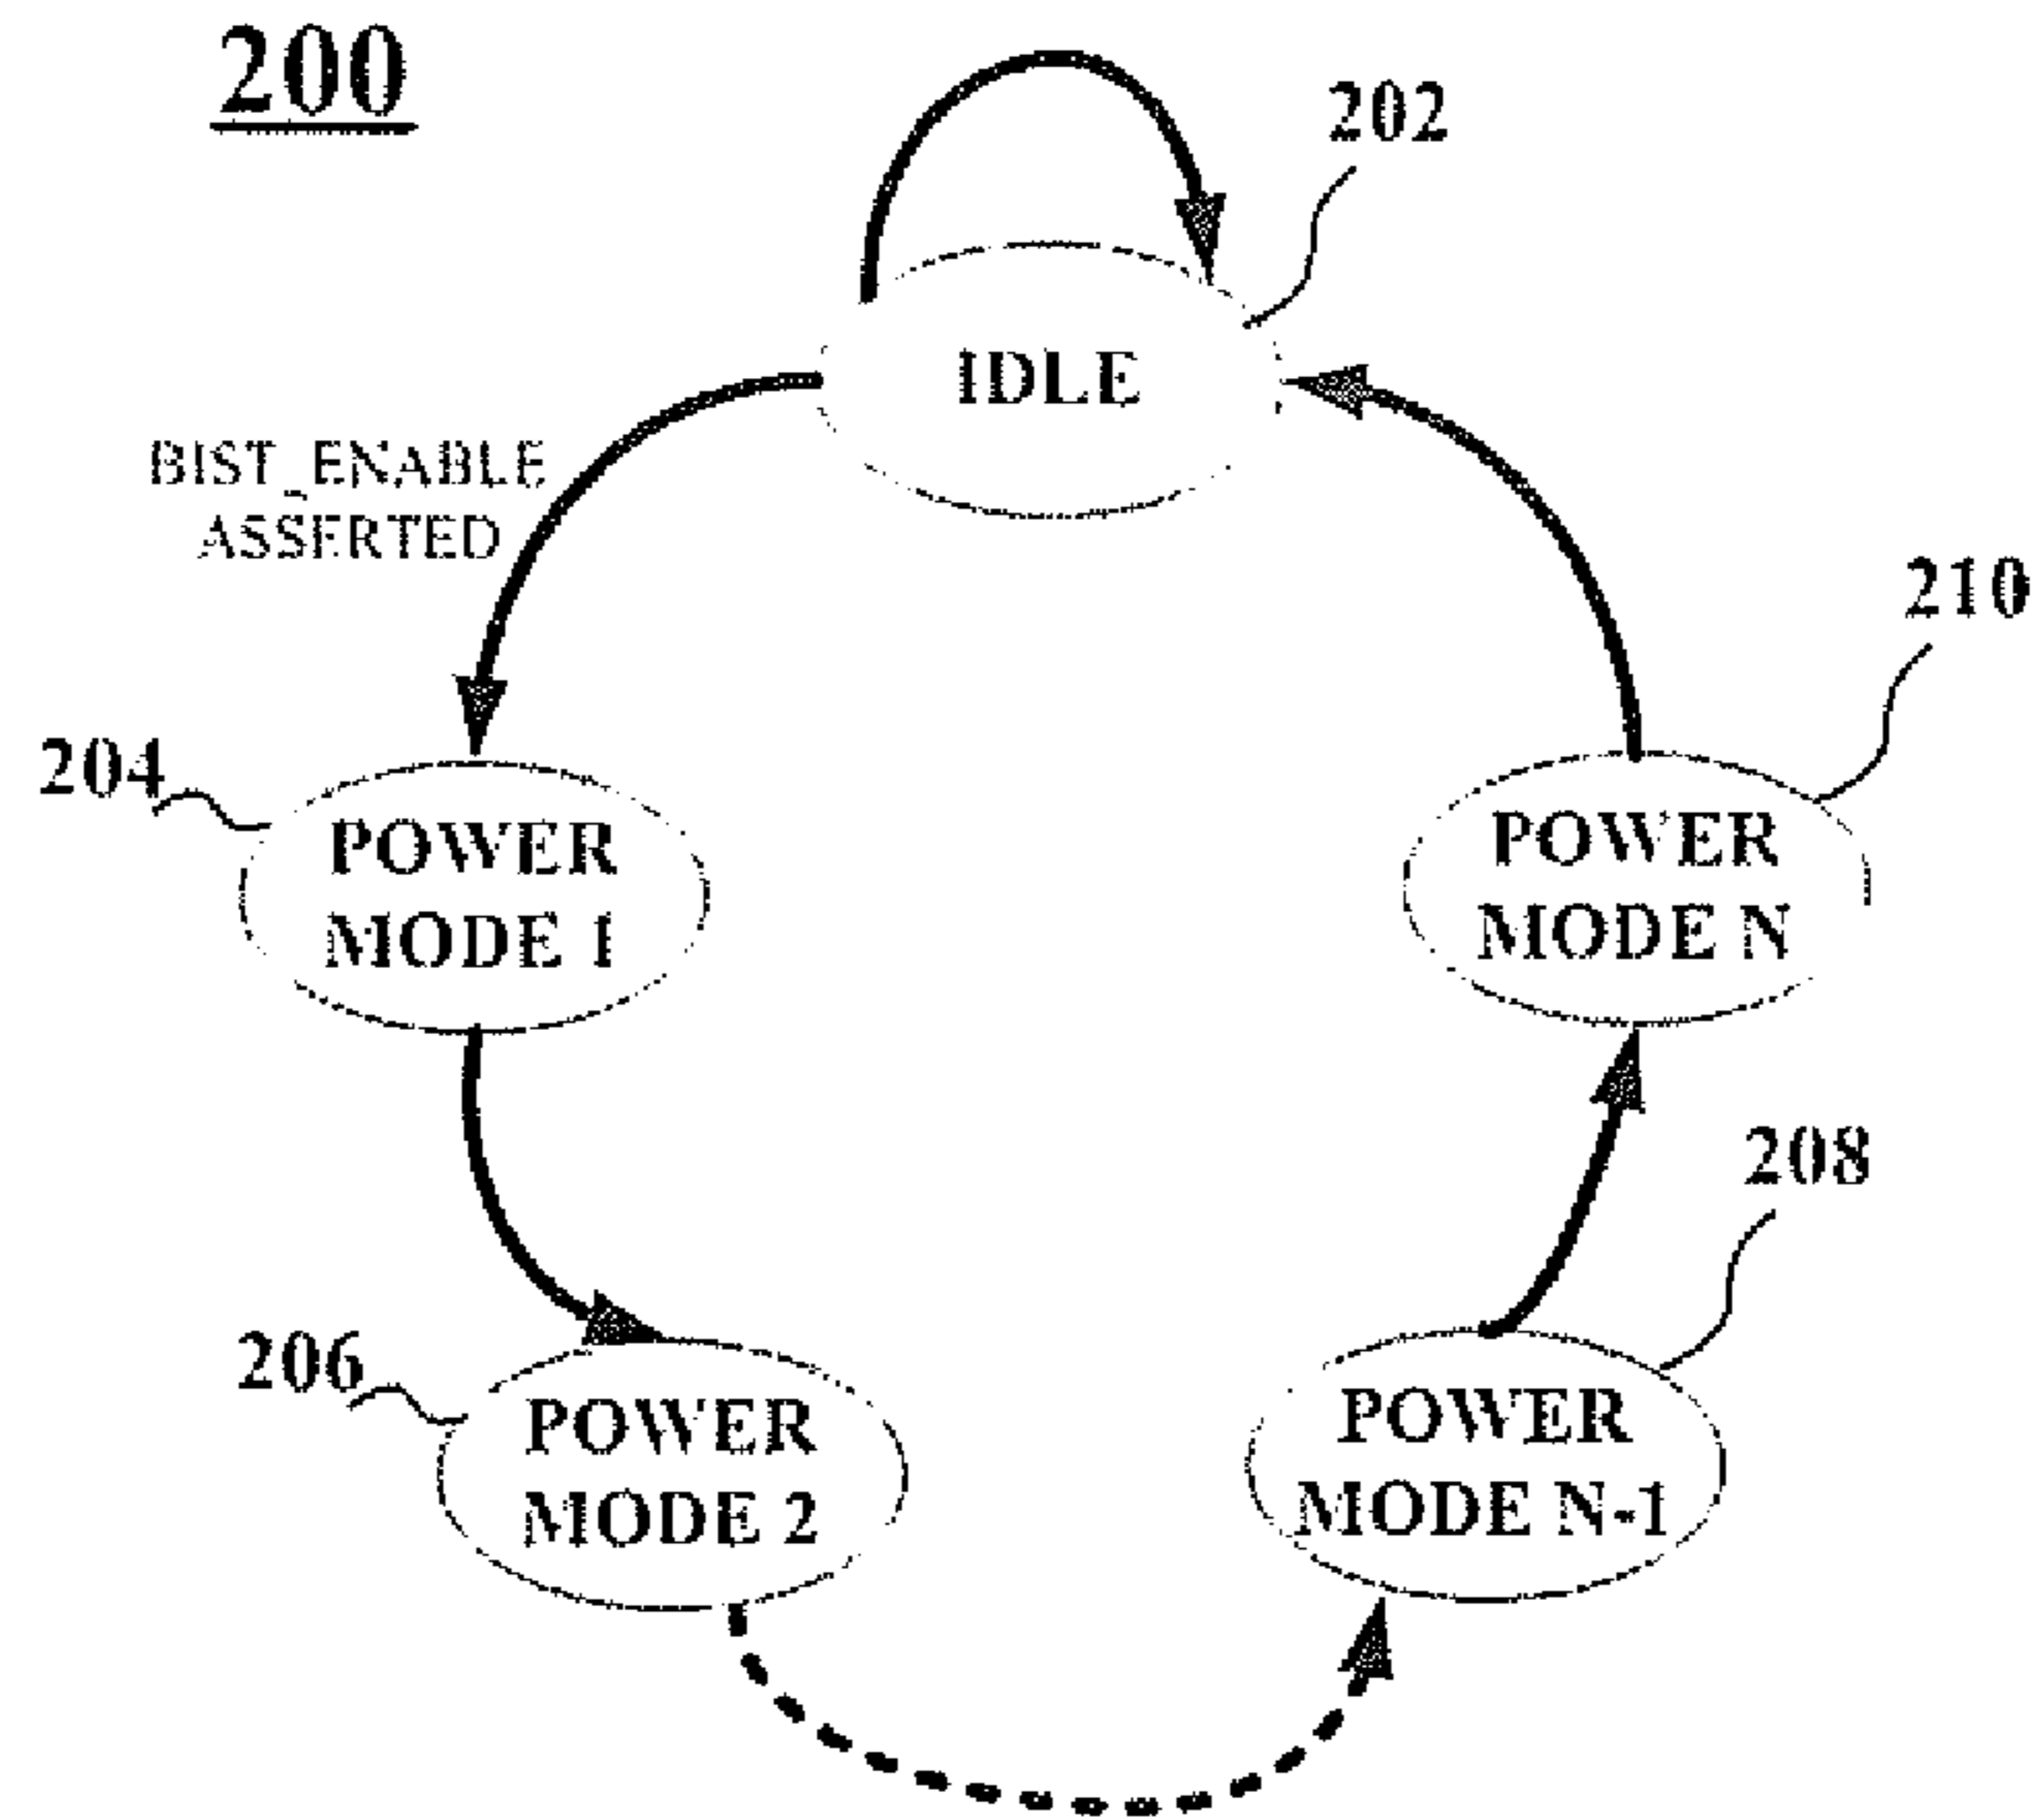 200
202
IDLE
BIST_ENABLE
ASSERTED
210
204
POWER
MODE 1
POWER
MODE N
208
206
POWER
MODE 2
POWER
MODE N-1